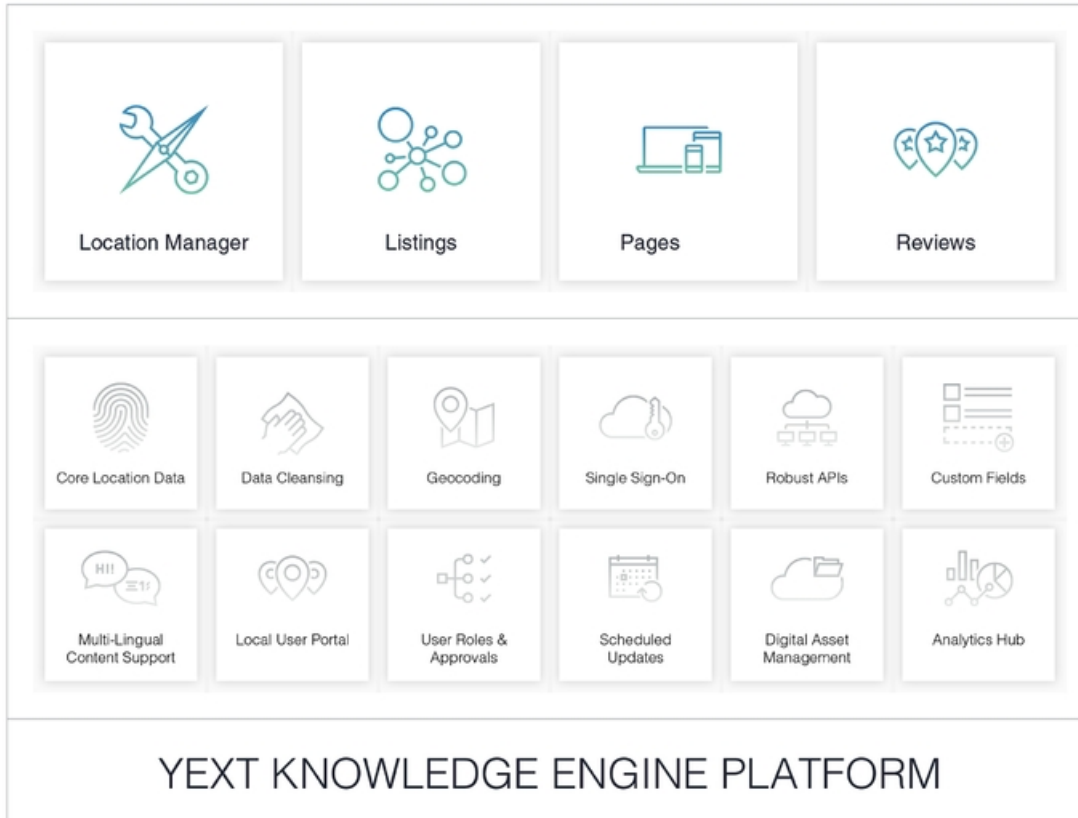 Location Manager
Listings
Pages
Reviews
Core Location Data
Data Cleansing
Geocoding
Single Sign-On
Robust APIs
Custom Fields
HI!
Multi-Lingual
Content Support
Local User Portal
User Roles &
Approvals
Scheduled
Updates
Digital Asset
Management
Analytics Hub
YEXT KNOWLEDGE ENGINE PLATFORM